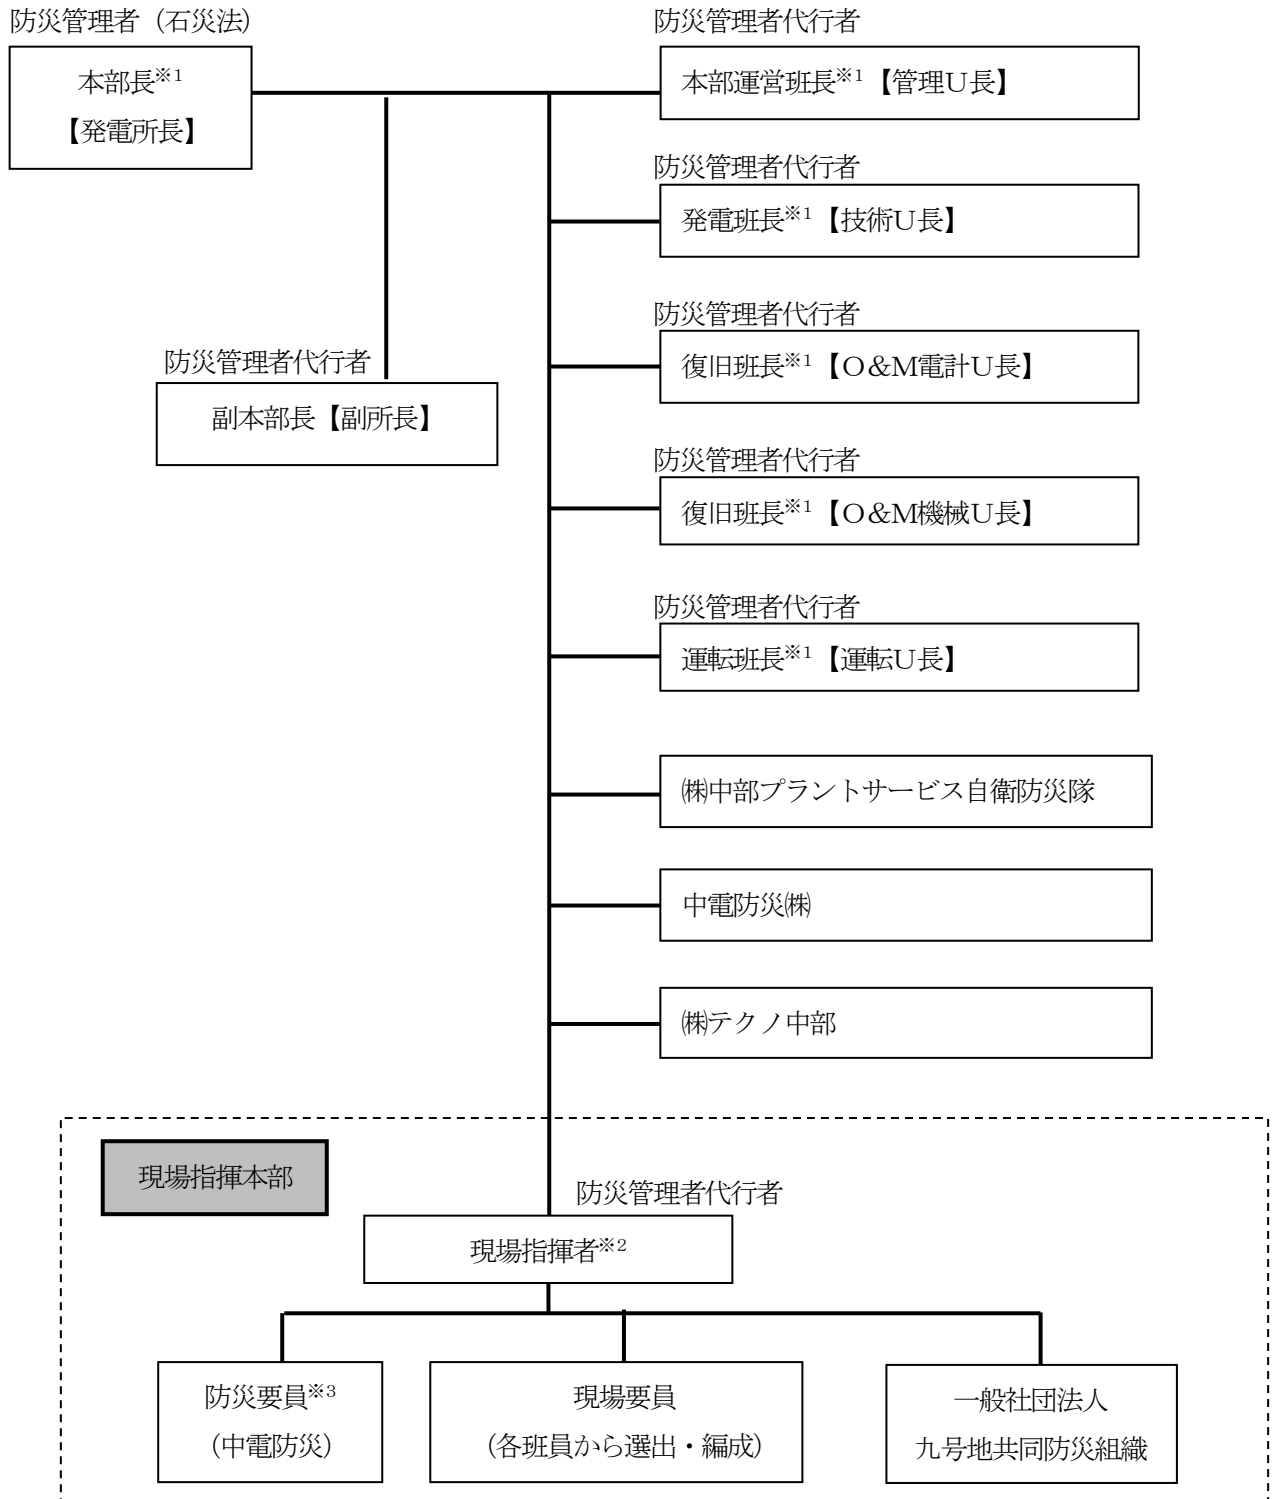 防災管理者（石災法）
本部長※1
【発電所長】
防災管理者代行者
本部運営班長※1【管理Ｕ長】
防災管理者代行者
発電班長※1【技術Ｕ長】
防災管理者代行者
復旧班長※1【Ｏ＆Ｍ電計Ｕ長】
防災管理者代行者
副本部長【副所長】
防災管理者代行者
復旧班長※1【Ｏ＆Ｍ機械Ｕ長】
防災管理者代行者
運転班長※1【運転Ｕ長】
㈱中部プラントサービス自衛防災隊
中電防災㈱
㈱テクノ中部
現場指揮本部
防災管理者代行者
現場指揮者※2
防災要員※3
（中電防災）
現場要員
（各班員から選出・編成）
一般社団法人
九号地共同防災組織